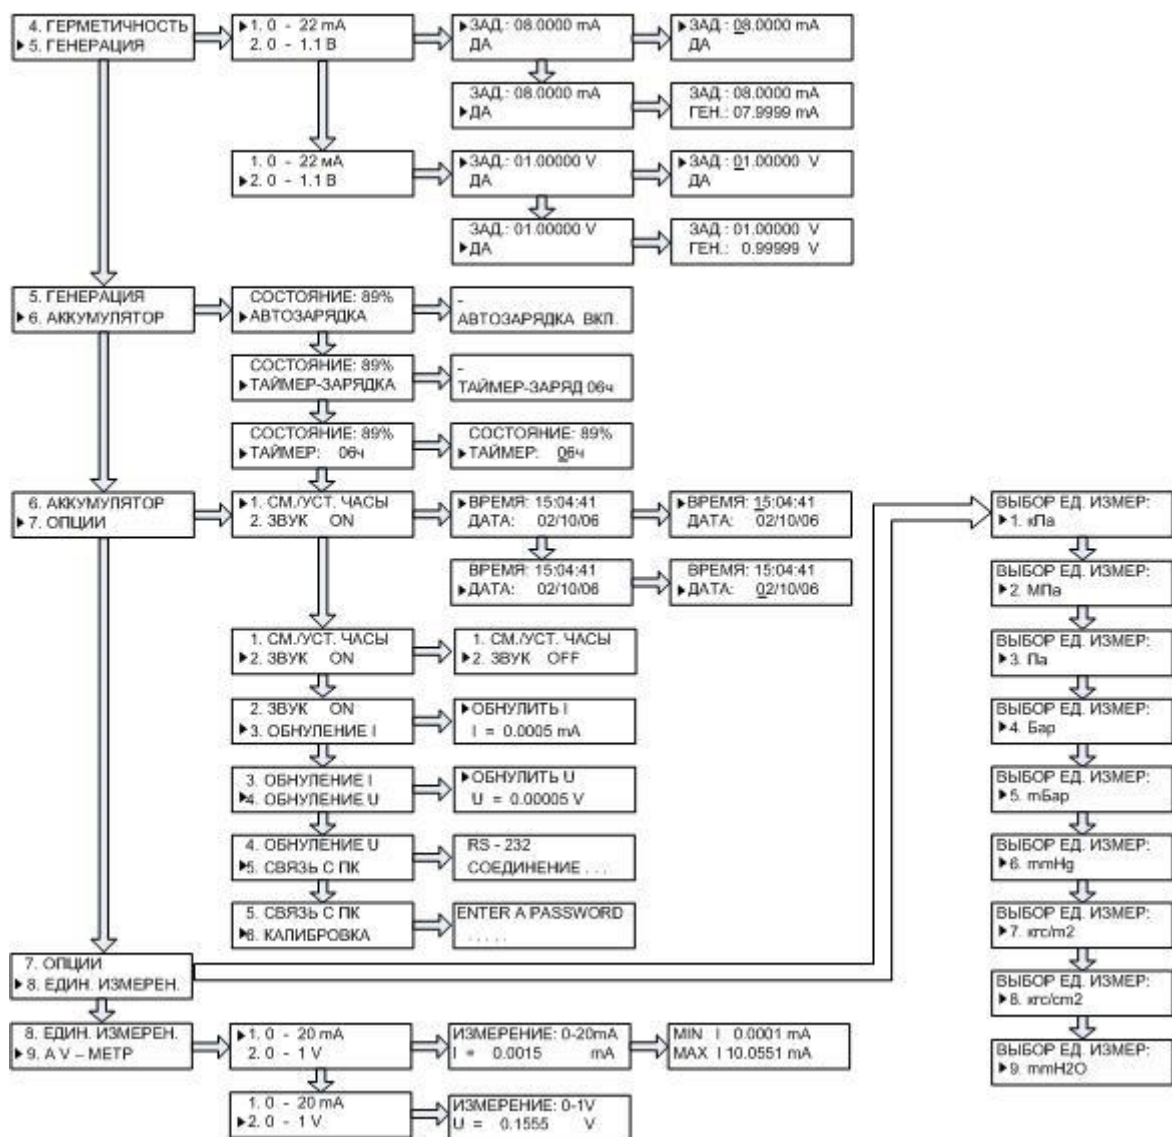 4. ГЕРМЕТИЧНОСТЬ
▶5. ГЕНЕРАЦИЯ
▶1. 0 - 22 mA
2. 0 - 1.1 В
▶ЗАД.: 08.0000 mA
ДА
▶ЗАД.: 08.0000 mA
ДА
ЗАД.: 08.0000 mA
▶ДА
ЗАД.: 08.0000 mA
ГЕН.: 07.9999 mA
1. 0 - 22 мА
▶2. 0 - 1.1 В
▶ЗАД.: 01.00000 V
ДА
▶ЗАД.: 01.00000 V
ДА
ЗАД.: 01.00000 V
▶ДА
ЗАД.: 01.00000 V
ГЕН.: 0.99999 V
5. ГЕНЕРАЦИЯ
▶6. АККУМУЛЯТОР
СОСТОЯНИЕ: 89%
▶АВТОЗАРЯДКА
-
АВТОЗАРЯДКА ВКЛ.
СОСТОЯНИЕ: 89%
▶ТАЙМЕР-ЗАРЯДКА
-
ТАЙМЕР-ЗАРЯД 06ч
СОСТОЯНИЕ: 89%
▶ТАЙМЕР: 06ч
СОСТОЯНИЕ: 89%
▶ТАЙМЕР: 06ч
6. АККУМУЛЯТОР
▶7. ОПЦИИ
▶1. СМ./УСТ. ЧАСЫ
2. ЗВУК ON
▶ВРЕМЯ: 15:04:41
ДАТА: 02/10/06
▶ВРЕМЯ: 15:04:41
ДАТА: 02/10/06
ВРЕМЯ: 15:04:41
▶ДАТА: 02/10/06
ВРЕМЯ: 15:04:41
▶ДАТА: 02/10/06
1. СМ./УСТ. ЧАСЫ
▶2. ЗВУК ON
1. СМ./УСТ. ЧАСЫ
▶2. ЗВУК OFF
2. ЗВУК ON
▶3. ОБНУЛЕНИЕ I
▶ОБНУЛИТЬ I
I = 0.0005 mA
3. ОБНУЛЕНИЕ I
▶4. ОБНУЛЕНИЕ U
▶ОБНУЛИТЬ U
U = 0.00005 V
4. ОБНУЛЕНИЕ U
▶5. СВЯЗЬ С ПК
RS - 232
СОЕДИНЕНИЕ . . .
5. СВЯЗЬ С ПК
▶6. КАЛИБРОВКА
ENTER A PASSWORD
. . . . .
7. ОПЦИИ
▶8. ЕДИН. ИЗМЕРЕН.
ВЫБОР ЕД. ИЗМЕР:
▶1. кПа
ВЫБОР ЕД. ИЗМЕР:
▶2. МПа
ВЫБОР ЕД. ИЗМЕР:
▶3. Па
ВЫБОР ЕД. ИЗМЕР:
▶4. Бар
ВЫБОР ЕД. ИЗМЕР:
▶5. mБар
ВЫБОР ЕД. ИЗМЕР:
▶6. mmHg
ВЫБОР ЕД. ИЗМЕР:
▶7. кгс/m2
ВЫБОР ЕД. ИЗМЕР:
▶8. кгс/cm2
ВЫБОР ЕД. ИЗМЕР:
▶9. mmH2O
8. ЕДИН. ИЗМЕРЕН.
▶9. A V – МЕТР
▶1. 0 - 20 mA
2. 0 - 1 V
ИЗМЕРЕНИЕ: 0-20mA
I = 0.0015 mA
MIN I 0.0001 mA
MAX I 10.0551 mA
1. 0 - 20 mA
▶2. 0 - 1 V
ИЗМЕРЕНИЕ: 0-1V
U = 0.1555 V